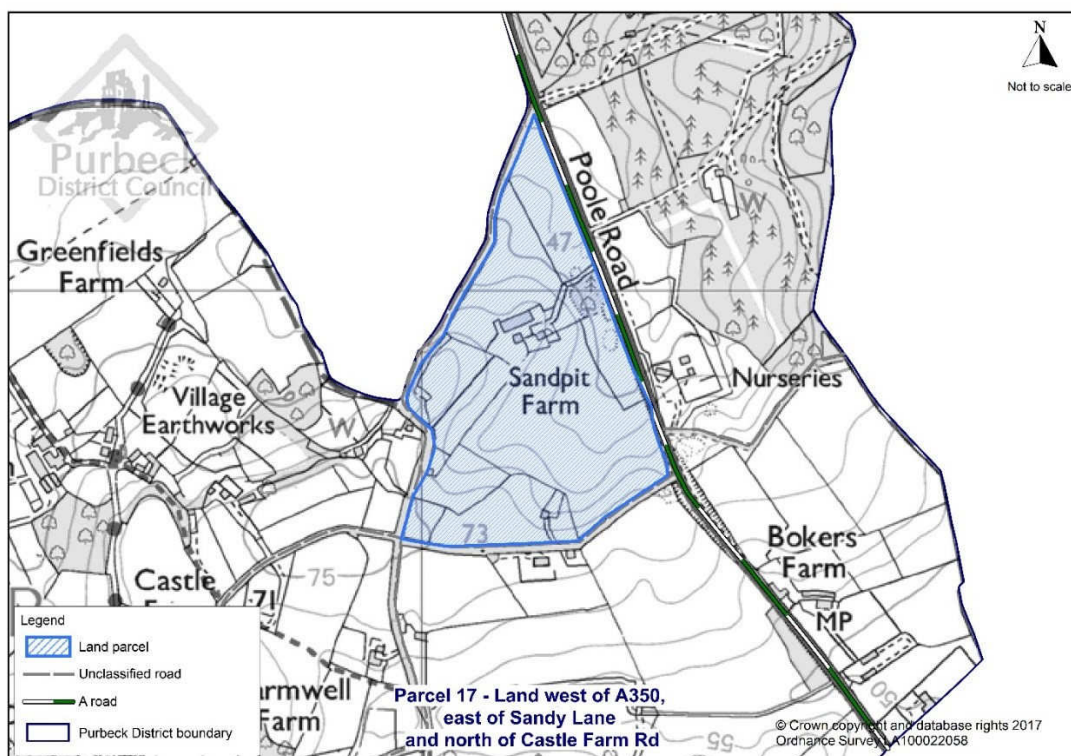 N
Not to scale
Purbeck
District Council
Poole Road
47
W
Greenfields
Farm
Village
Earthworks
W
Sandpit
Farm
Nurseries
73
75
Castle
71
Bokers
Farm
MP
50
55
Farm
Legend
Land parcel
Unclassified road
A road
Purbeck District boundary
Parcel 17 - Land west of A350,
east of Sandy Lane
and north of Castle Farm Rd
© Crown copyright and database rights 2017
Ordnance Survey LA100022058